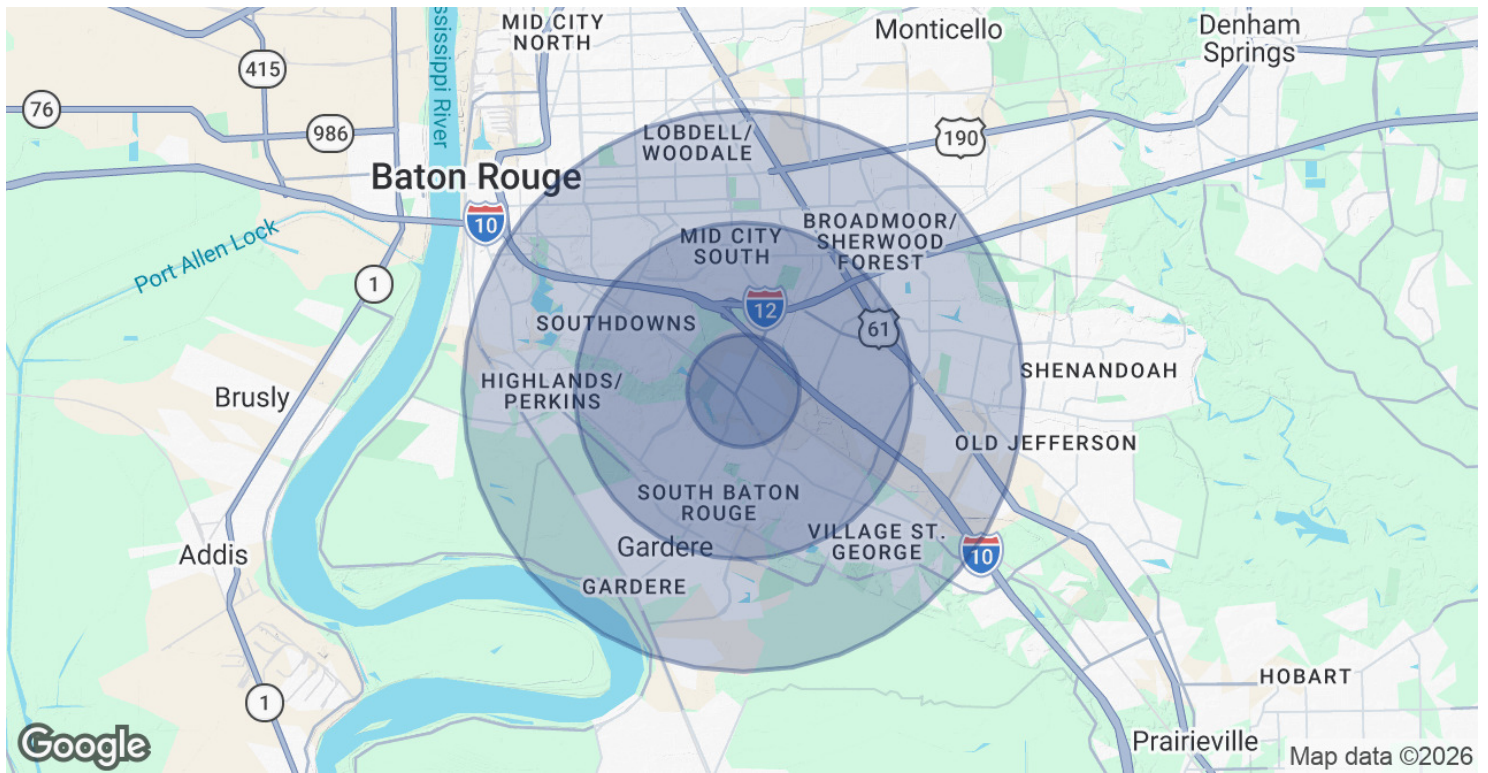 MID CITY
NORTH
Monticello
Denham
Springs
415
76
986
ssissippi River
LOBDELL/
WOODALE
190
Baton Rouge
10
Port Allen Lock
MID CITY
SOUTH
BROADMOOR/
SHERWOOD
FOREST
1
12
SOUTHDOWNS
61
Brusly
HIGHLANDS/
PERKINS
SHENANDOAH
OLD JEFFERSON
SOUTH BATON
ROUGE
VILLAGE ST.
GEORGE
Addis
Gardere
10
GARDERE
1
HOBART
Prairieville
Google
Map data ©2026